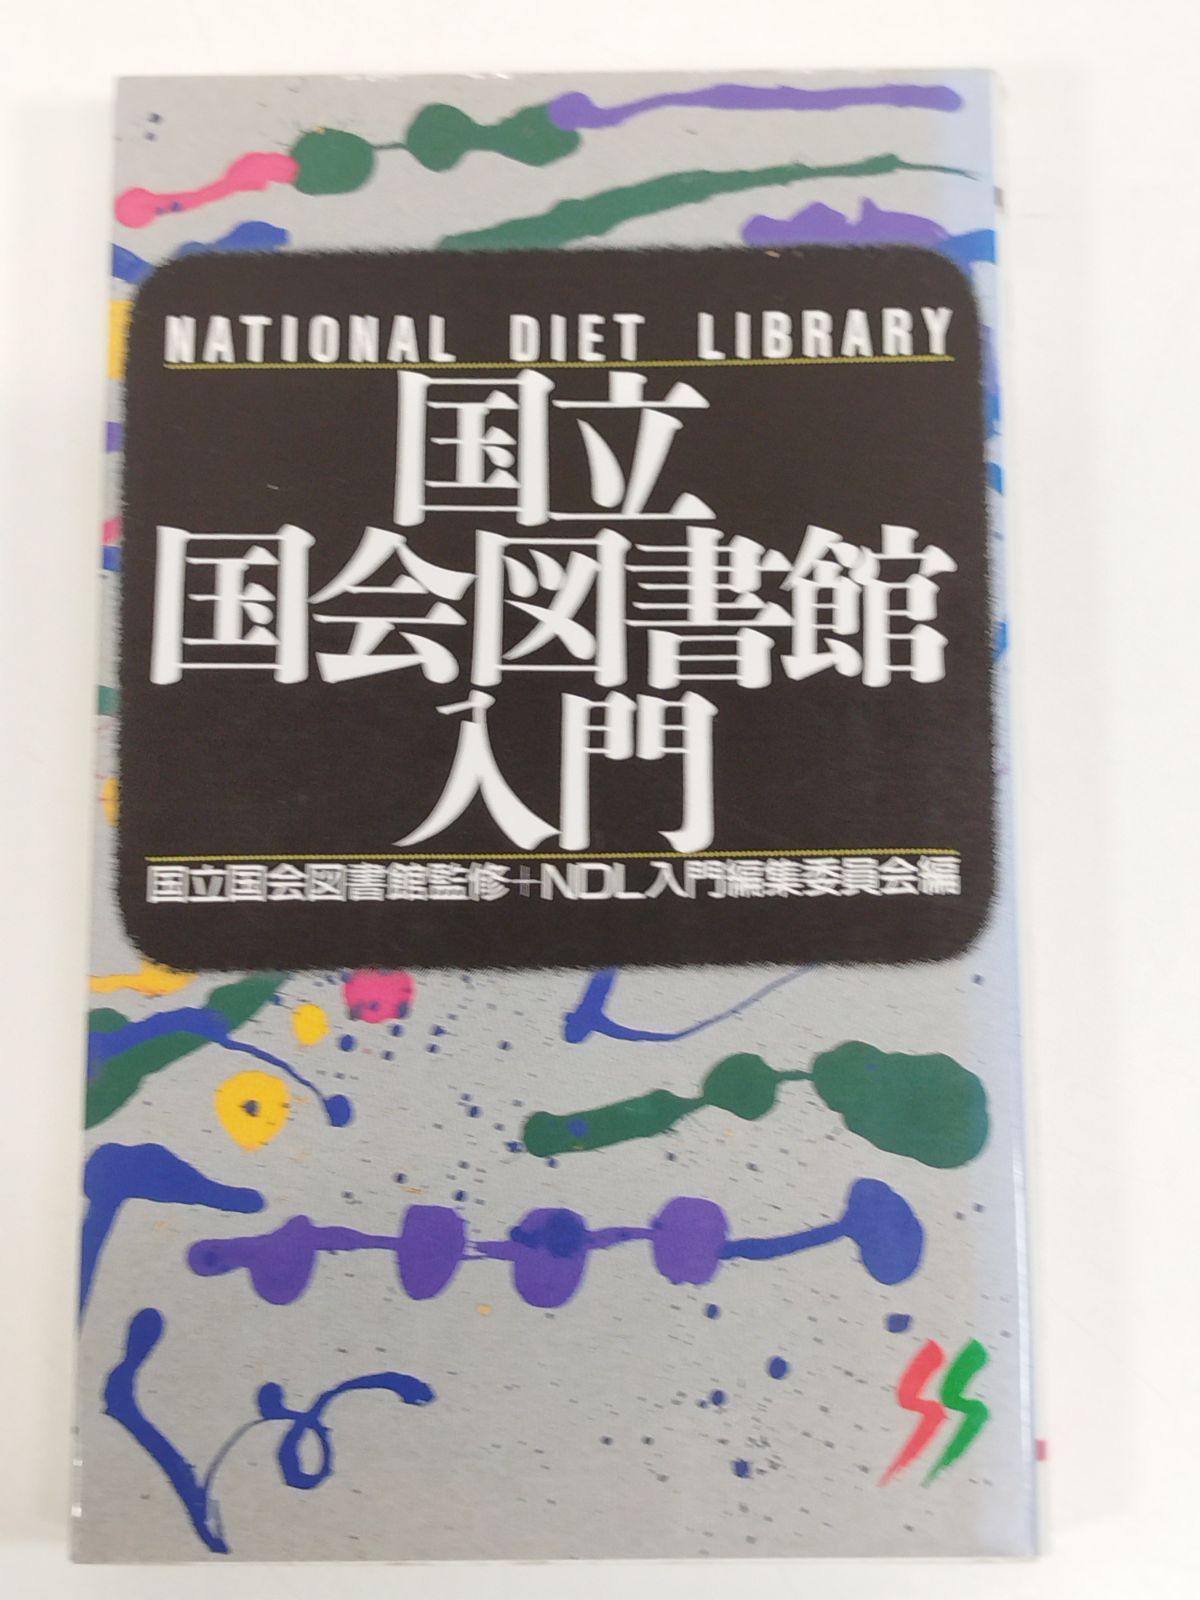 NATIONAL DIET LIBRARY
国立
国会図書館
入門
国立国会図書館監修+NDL入門編集委員会編
SS